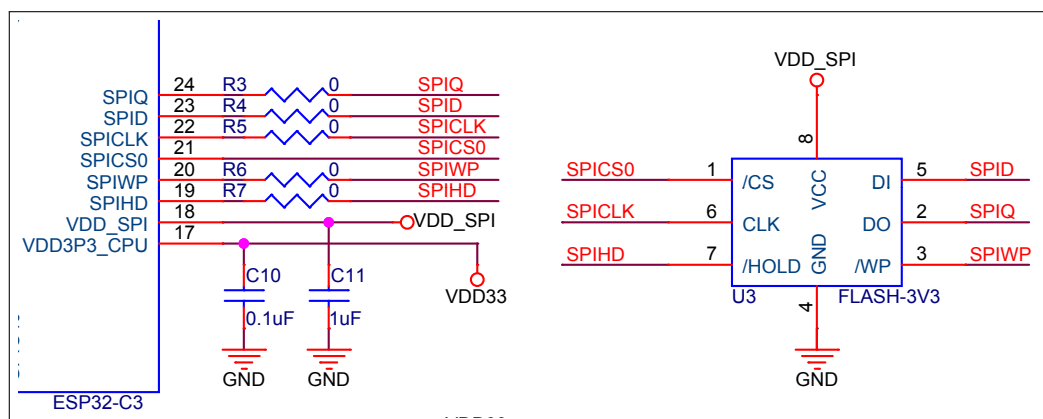 SPIQ 24 R3 0 SPIQ
SPID 23 R4 0 SPID
SPICLK 22 R5 0 SPICLK
SPICS0 21 SPICS0
SPIWP 20 R6 0 SPIWP
SPIHD 19 R7 0 SPIHD
VDD_SPI 18 VDD_SPI
VDD3P3_CPU 17
VDD33
C10 C11
0.1uF 1uF
GND GND
ESP32-C3
VDD_SPI
8
SPICS0 1 /CS VCC DI 5 SPID
SPICLK 6 CLK DO 2 SPIQ
SPIHD 7 /HOLD GND /WP 3 SPIWP
U3 4 FLASH-3V3
GND